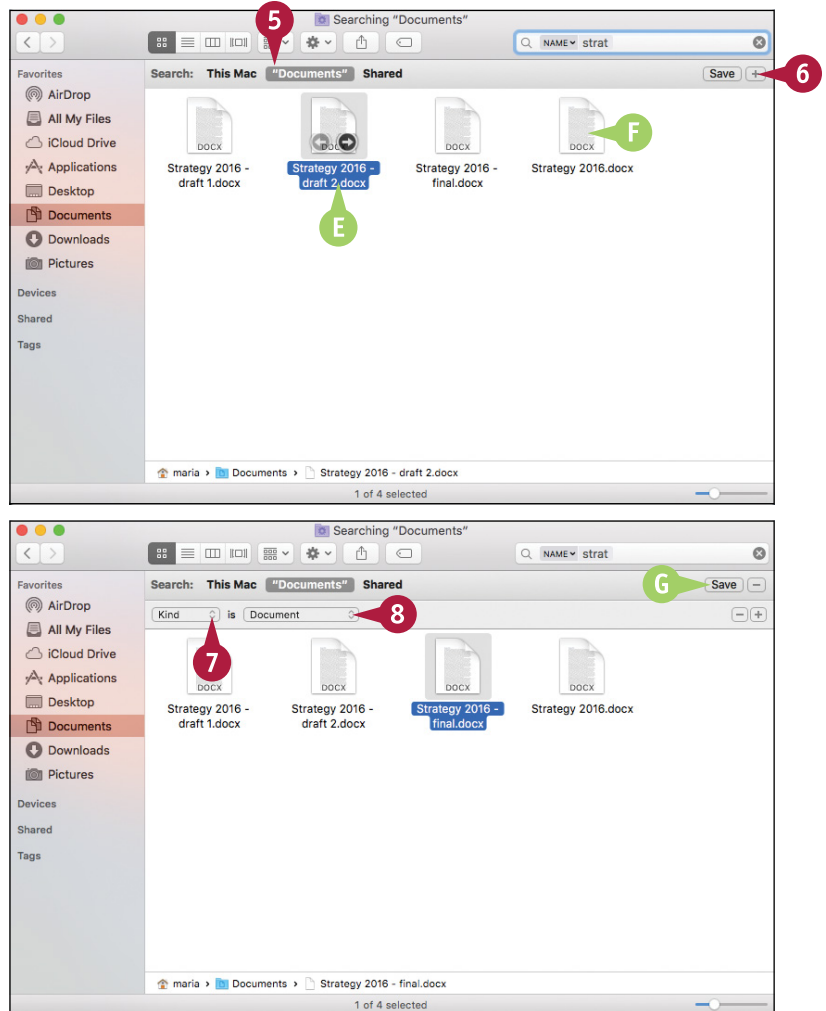 Searching "Documents"
5
NAME strat
Search: This Mac "Documents" Shared
Save +
6
Favorites
AirDrop
All My Files
iCloud Drive
Applications
Desktop
Documents
Downloads
Pictures
Devices
Shared
Tags
DOCX
Strategy 2016 -
draft 1.docx
DOCX
Strategy 2016 -
draft 2.docx
E
DOCX
Strategy 2016 -
final.docx
DOCX
F
Strategy 2016.docx
maria › Documents › Strategy 2016 - draft 2.docx
1 of 4 selected
Searching "Documents"
NAME strat
Search: This Mac "Documents" Shared
G
Save −
Kind is Document
8
− +
7
Favorites
AirDrop
All My Files
iCloud Drive
Applications
Desktop
Documents
Downloads
Pictures
Devices
Shared
Tags
DOCX
Strategy 2016 -
draft 1.docx
DOCX
Strategy 2016 -
draft 2.docx
DOCX
Strategy 2016 -
final.docx
DOCX
Strategy 2016.docx
maria › Documents › Strategy 2016 - final.docx
1 of 4 selected